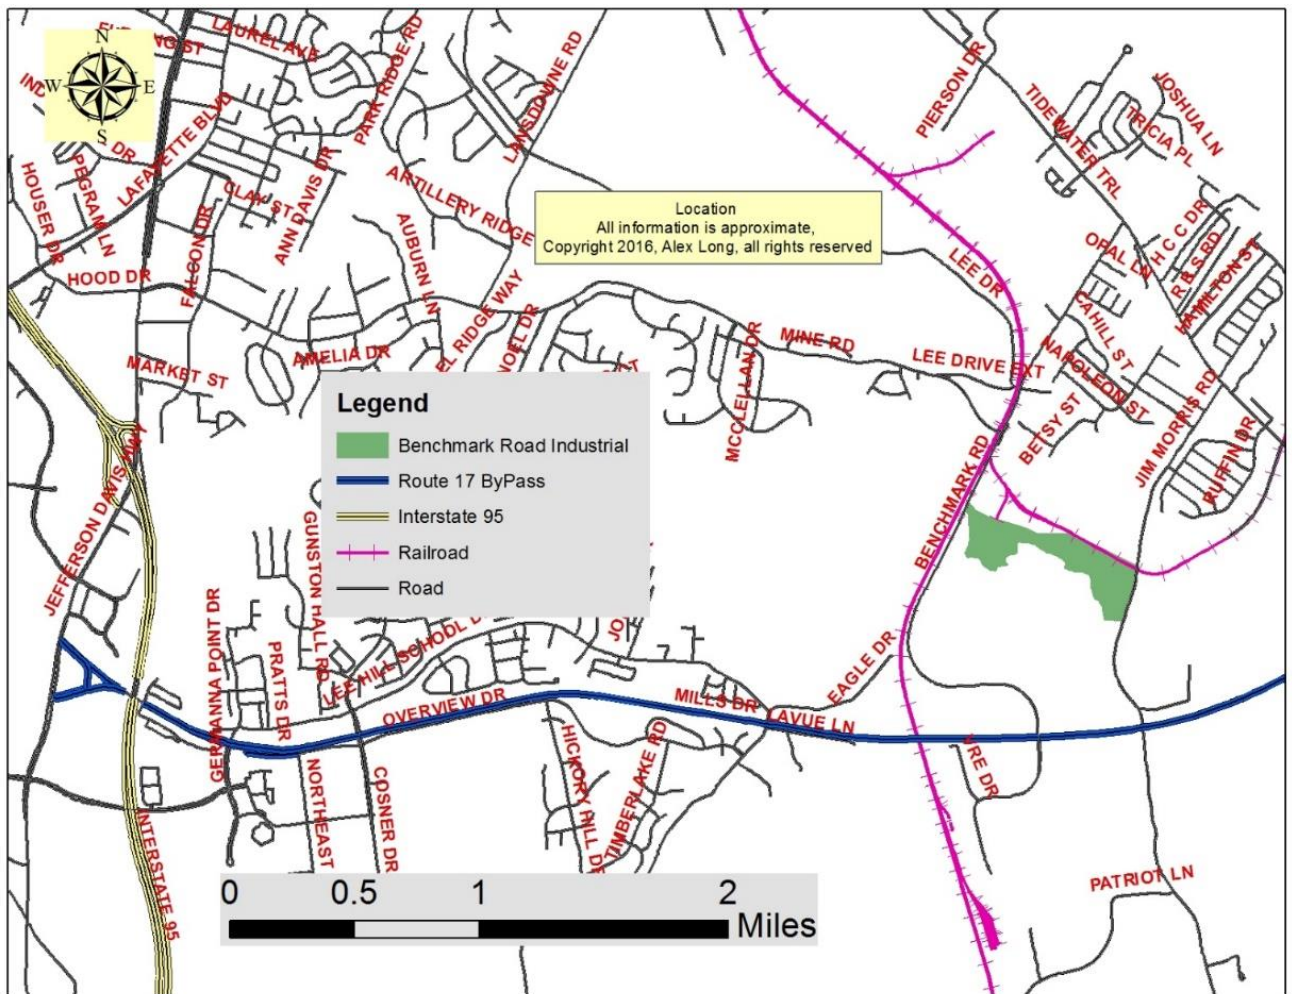 LAUREL AVE
PARK RIDGE RD
LANSDOWNE RD
PIERSON DR
TIDEWATER TRL
JOSHUA LN
TRICIA PL
N
W
E
S
DR
HOUSER DR
PEGRAM LN
LAFAYETTE BLVD
CLAY ST
ANN DAVIS DR
ARTILLERY RIDGE
AUBURN LN
FALCON DR
HOOD DR
Location
All information is approximate,
Copyright 2016, Alex Long, all rights reserved
LEE DR
OPAL LN
H C C DR
R B S RD
HAMILTON ST
CAHILL ST
NAPOLEON ST
BETSY ST
JIM MORRIS RD
RUFFIN DR
MARKET ST
AMELIA DR
EL RIDGE WAY
NOEL DR
MCCLELLAN DR
MINE RD
LEE DRIVE EXT
BENCHMARK RD
JEFFERSON DAVIS HWY
Legend
Benchmark Road Industrial
Route 17 ByPass
Interstate 95
Railroad
Road
GUNSTON HALL RD
GERMANNA POINT DR
PRATTS DR
LEE HILL SCHOOL D
JO
OVERVIEW DR
MILLS DR
LAVUE LN
EAGLE DR
VRE DR
HICKORY HILL DR
TIMBERLAKE RD
NORTHEAST
COSNER DR
INTERSTATE 95
PATRIOT LN
0 0.5 1 2
Miles